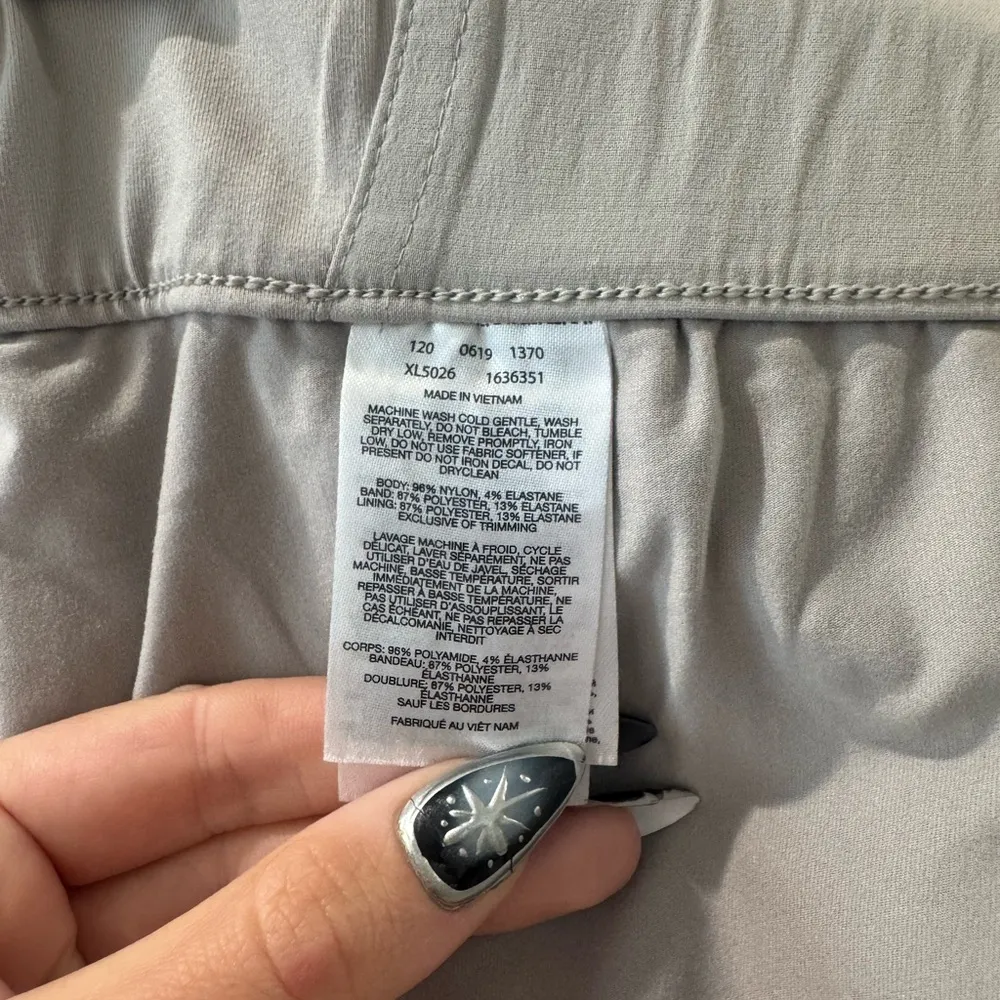 120 0619 1370
XL5026 1636351
MADE IN VIETNAM
MACHINE WASH COLD GENTLE, WASH
SEPARATELY, DO NOT BLEACH, TUMBLE
DRY LOW, REMOVE PROMPTLY, IRON
LOW, DO NOT USE FABRIC SOFTENER, IF
PRESENT DO NOT IRON DECAL, DO NOT
DRYCLEAN
BODY: 96% NYLON, 4% ELASTANE
BAND: 87% POLYESTER, 13% ELASTANE
LINING: 87% POLYESTER, 13% ELASTANE
EXCLUSIVE OF TRIMMING
LAVAGE MACHINE À FROID, CYCLE
DÉLICAT, LAVER SÉPARÉMENT, NE PAS
UTILISER D'EAU DE JAVEL, SÉCHAGE
MACHINE, BASSE TEMPÉRATURE, SORTIR
IMMÉDIATEMENT DE LA MACHINE,
REPASSER À BASSE TEMPÉRATURE, NE
PAS UTILISER D'ASSOUPLISSANT, LE
CAS ÉCHÉANT, NE PAS REPASSER LA
DÉCALCOMANIE, NETTOYAGE À SEC
INTERDIT
CORPS: 96% POLYAMIDE, 4% ÉLASTHANNE
BANDEAU: 87% POLYESTER, 13%
ÉLASTHANNE
DOUBLURE: 87% POLYESTER, 13%
ÉLASTHANNE
SAUF LES BORDURES
FABRIQUÉ AU VIÊT NAM